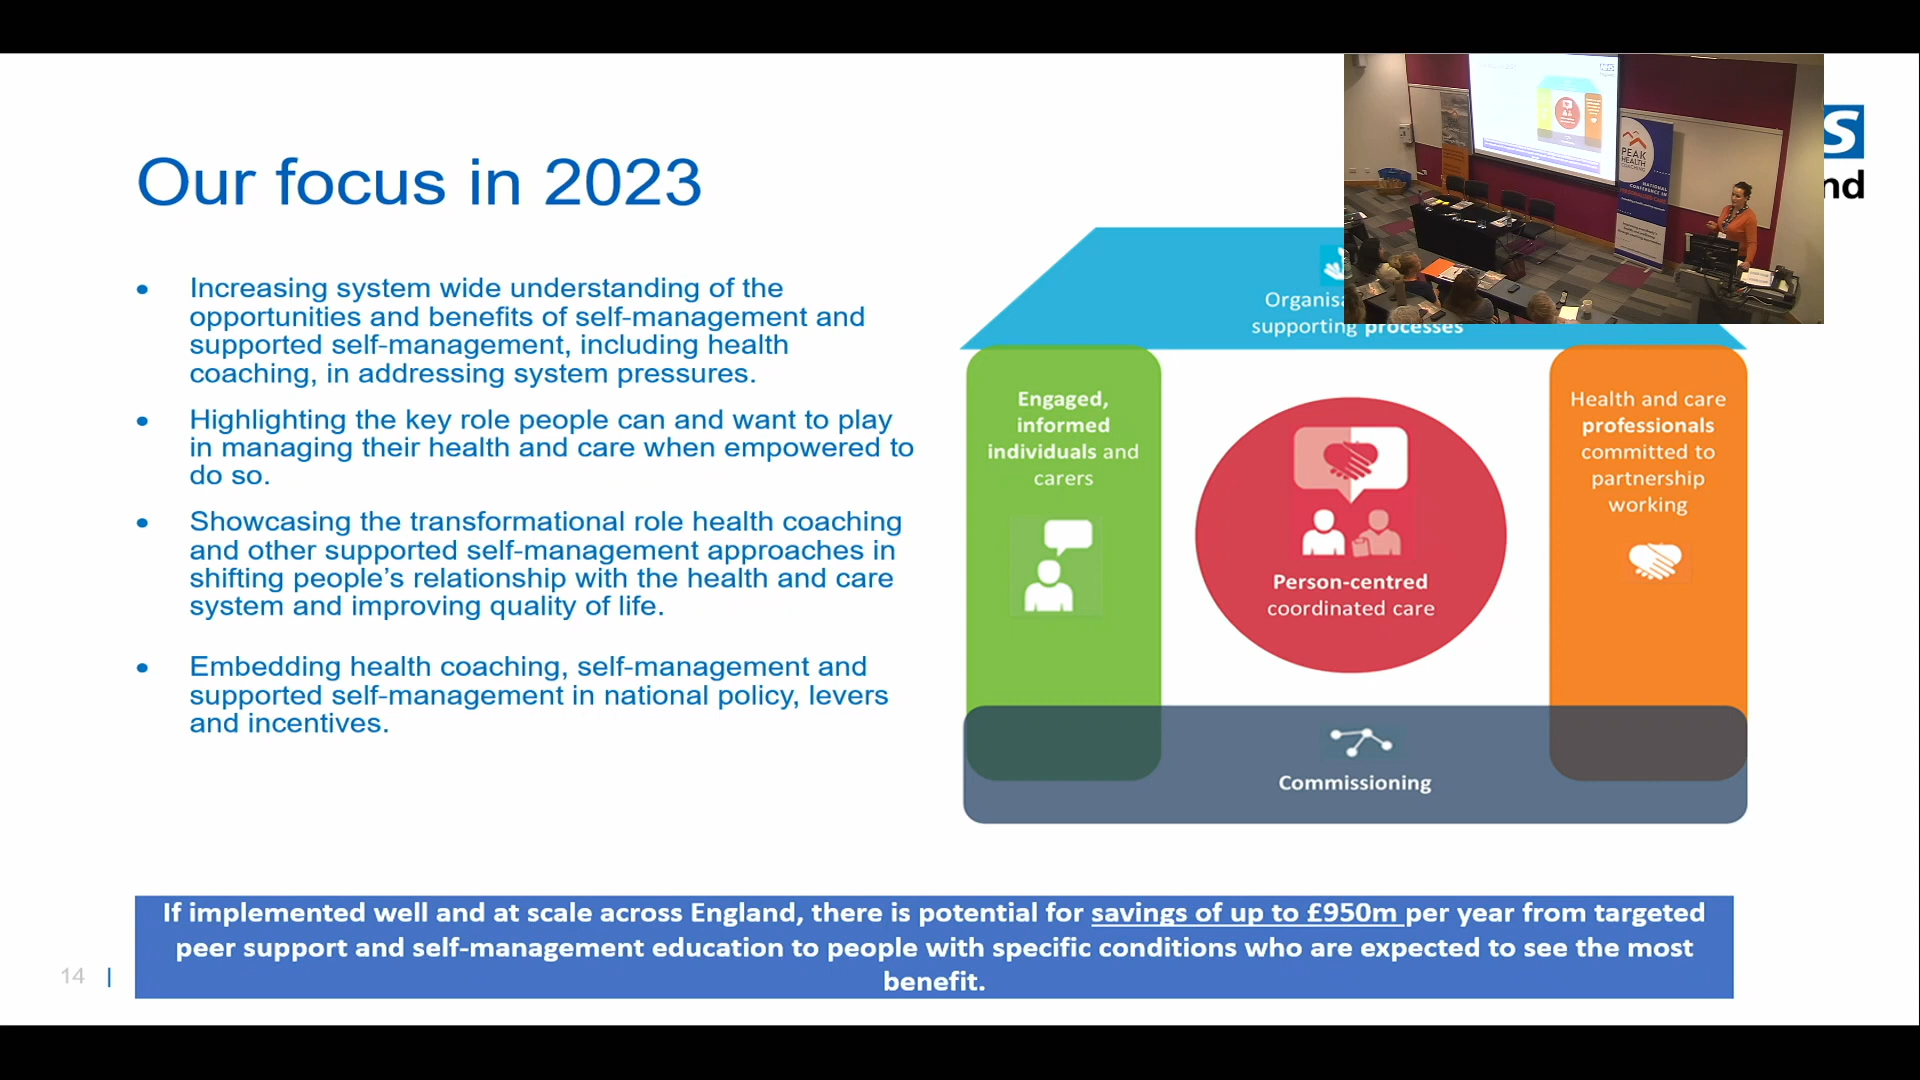 Our focus in 2023
• Increasing system wide understanding of the
opportunities and benefits of self-management and
supported self-management, including health
coaching, in addressing system pressures.
• Highlighting the key role people can and want to play
in managing their health and care when empowered to
do so.
• Showcasing the transformational role health coaching
and other supported self-management approaches in
shifting people’s relationship with the health and care
system and improving quality of life.
• Embedding health coaching, self-management and
supported self-management in national policy, levers
and incentives.
supporting processes
Engaged,
informed
individuals and
carers
Person-centred
coordinated care
Health and care
professionals
committed to
partnership
working
Commissioning
If implemented well and at scale across England, there is potential for savings of up to £950m per year from targeted
peer support and self-management education to people with specific conditions who are expected to see the most
benefit.
14
PEAK
HEALTH
COACHING
NATIONAL
CONFERENCE IN